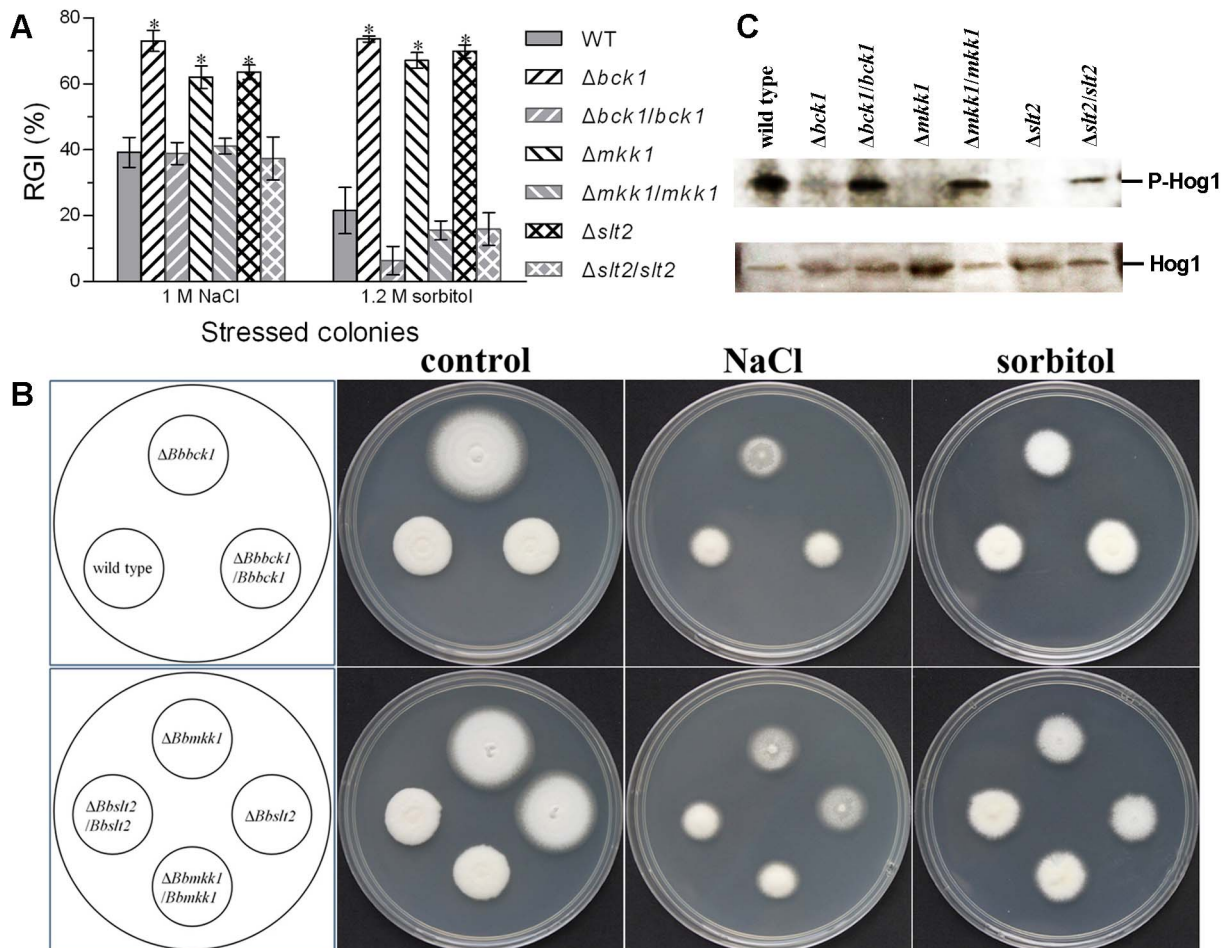 A
RGI (%)
80
60
40
20
0
* * *
* * *
1 M NaCl
1.2 M sorbitol
Stressed colonies
WT
Δbck1
Δbck1/bck1
Δmkk1
Δmkk1/mkk1
Δslt2
Δslt2/slt2
C
wild type
Δbck1
Δbck1/bck1
Δmkk1
Δmkk1/mkk1
Δslt2
Δslt2/slt2
P-Hog1
Hog1
B
control
NaCl
sorbitol
ΔBbbck1
wild type
ΔBbbck1
/Bbbck1
ΔBbmkk1
ΔBbslt2
/Bbslt2
ΔBbslt2
ΔBbmkk1
/Bbmkk1